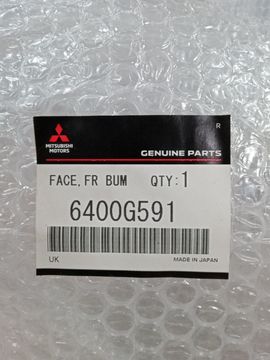 R
MITSUBISHI
MOTORS
GENUINE PARTS
FACE, FR BUM QTY:1
6400G591
UK MADE IN JAPAN